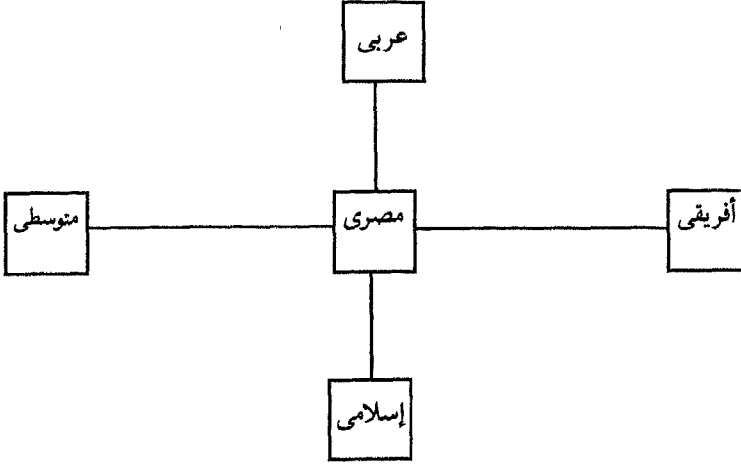 عربى
أفريقى
مصرى
متوسطى
إسلامى